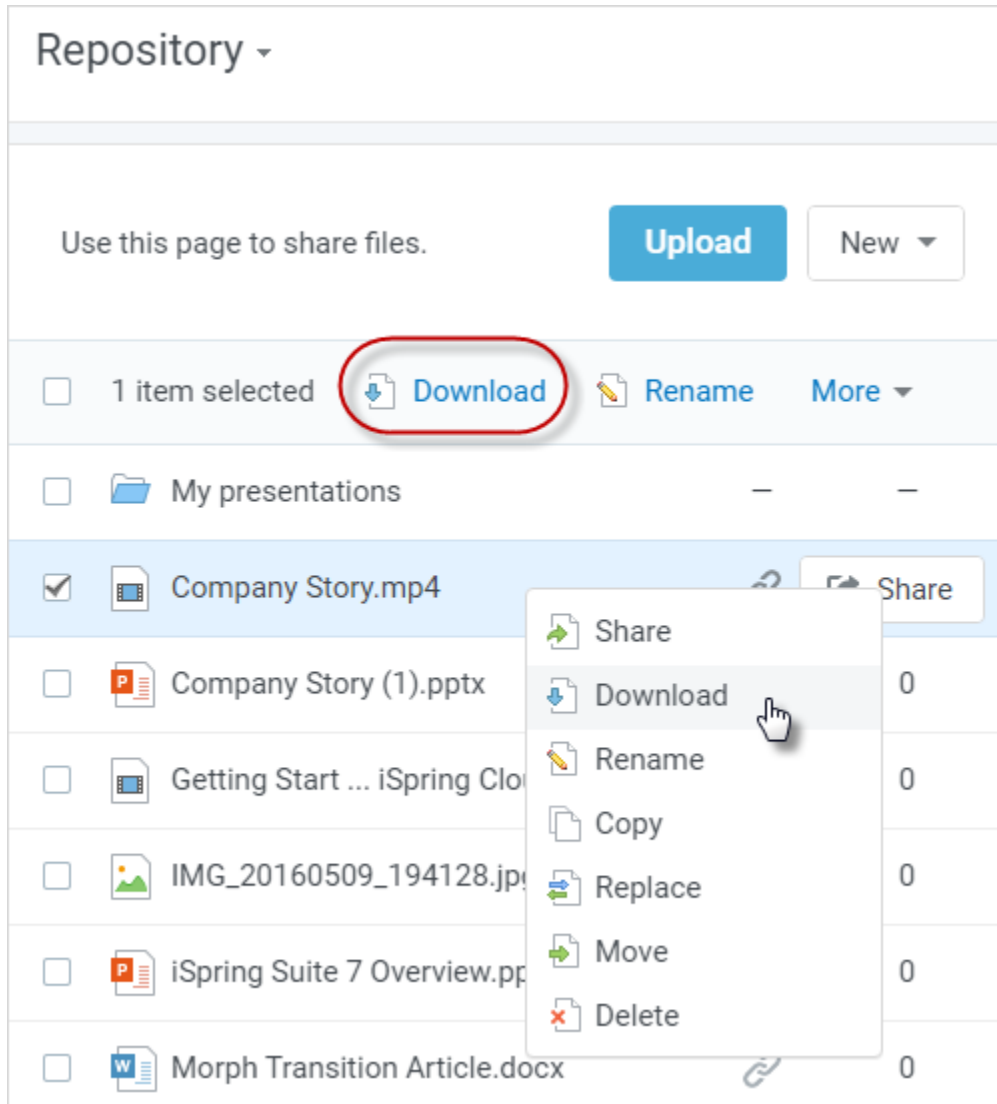 Repository
Use this page to share files.
Upload
New
1 item selected
Download
Rename
More
My presentations
–
–
Company Story.mp4
Share
Share
Company Story (1).pptx
Download
0
Rename
Getting Start ... iSpring Clo
0
Copy
IMG_20160509_194128.jp
Replace
0
Move
iSpring Suite 7 Overview.pp
0
Delete
Morph Transition Article.docx
0